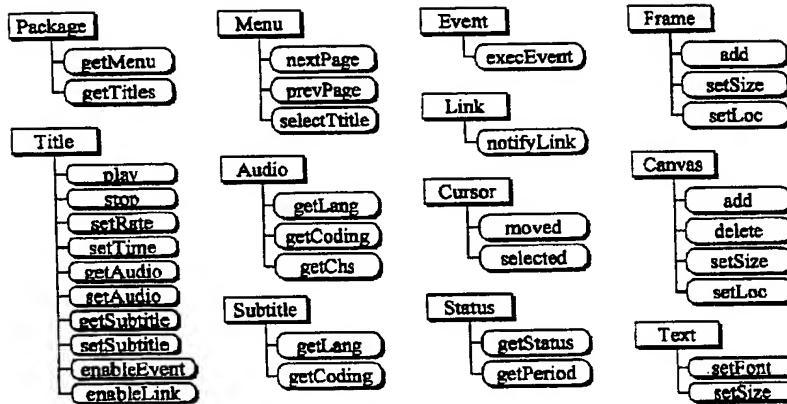 Package
getMenu
getTitles
Title
play
stop
setRate
setTime
getAudio
setAudio
getSubtitle
setSubtitle
enableEvent
enableLink
Menu
nextPage
prevPage
selectTtitle
Audio
getLang
getCoding
getChs
Subtitle
getLang
getCoding
Event
execEvent
Link
notifyLink
Cursor
moved
selected
Status
getStatus
getPeriod
Frame
add
setSize
setLoc
Canvas
add
delete
setSize
setLoc
Text
setFont
setSize